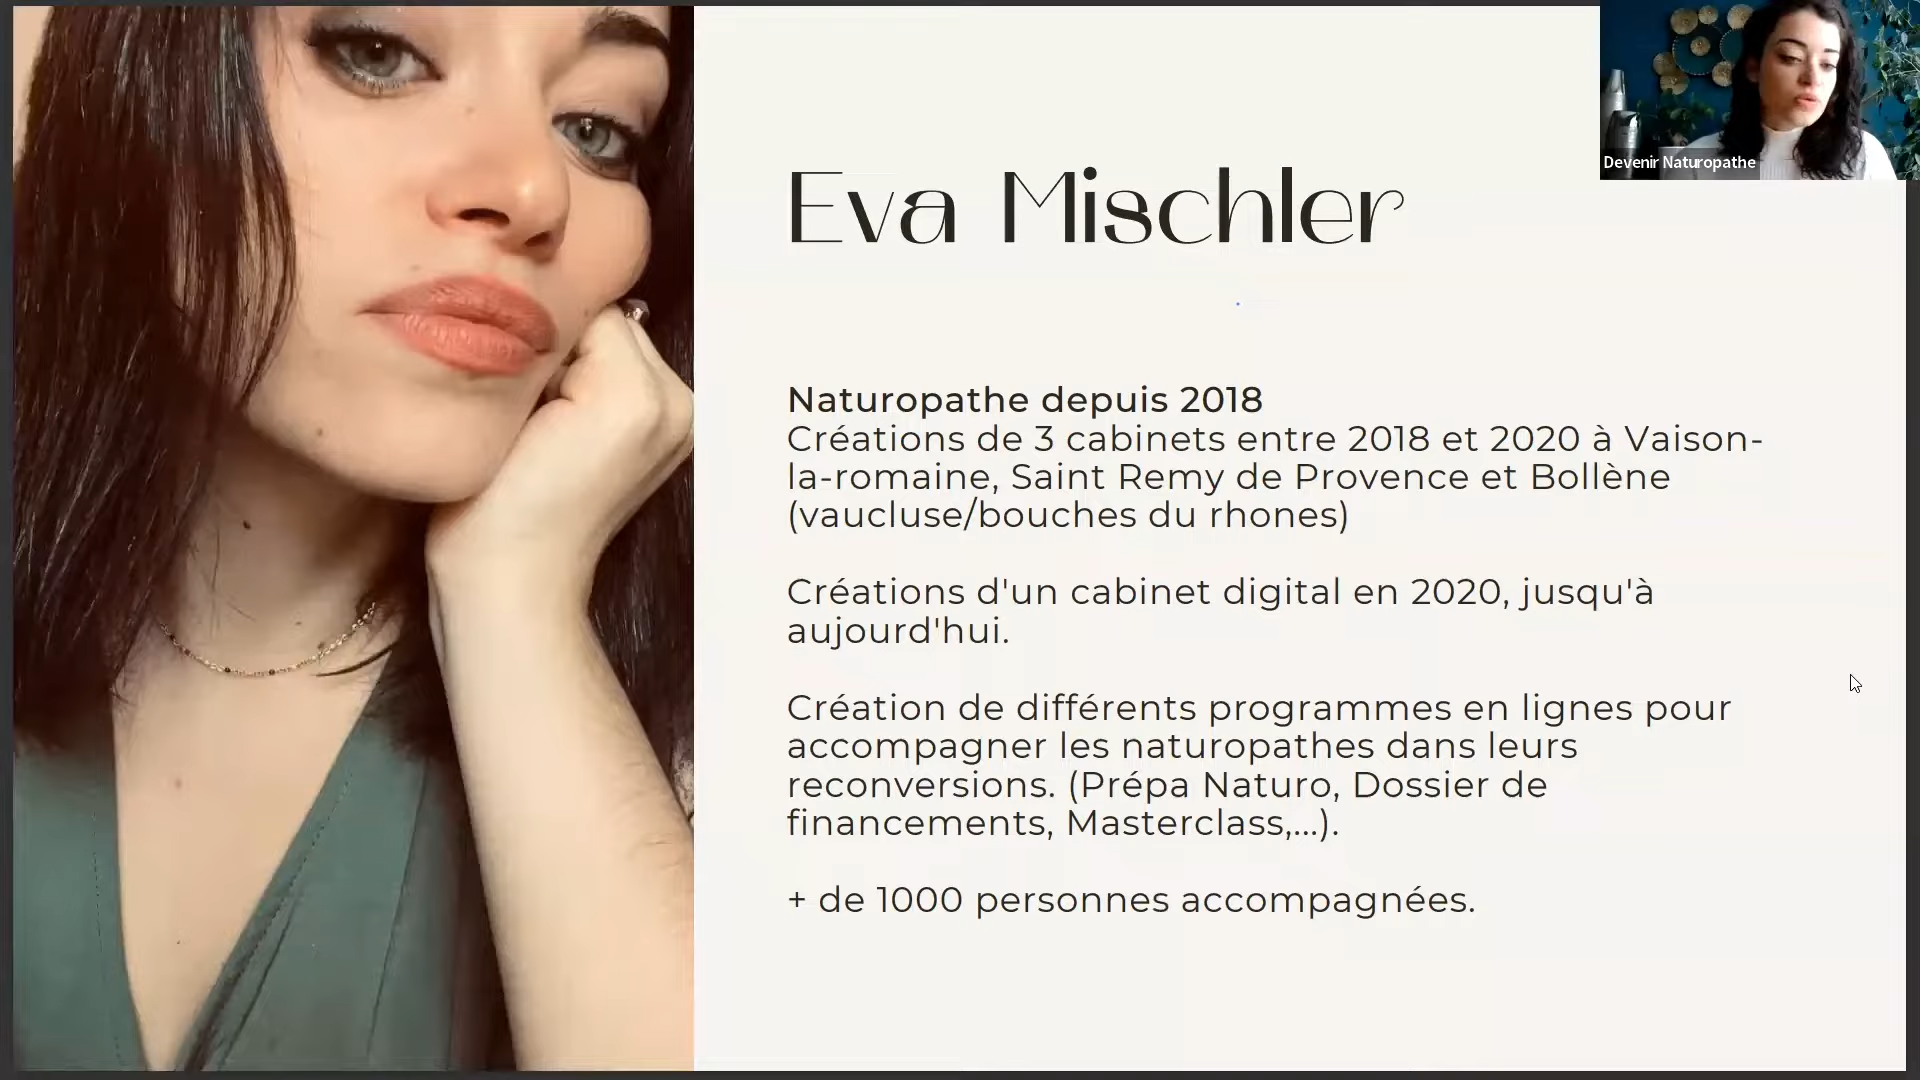 Eva Mischler
Devenir Naturopathe
Naturopathe depuis 2018
Créations de 3 cabinets entre 2018 et 2020 à Vaison-
la-romaine, Saint Remy de Provence et Bollène
(vaucluse/bouches du rhones)
Créations d'un cabinet digital en 2020, jusqu'à
aujourd'hui.
Création de différents programmes en lignes pour
accompagner les naturopathes dans leurs
reconversions. (Prépa Naturo, Dossier de
financements, Masterclass,...).
+ de 1000 personnes accompagnées.